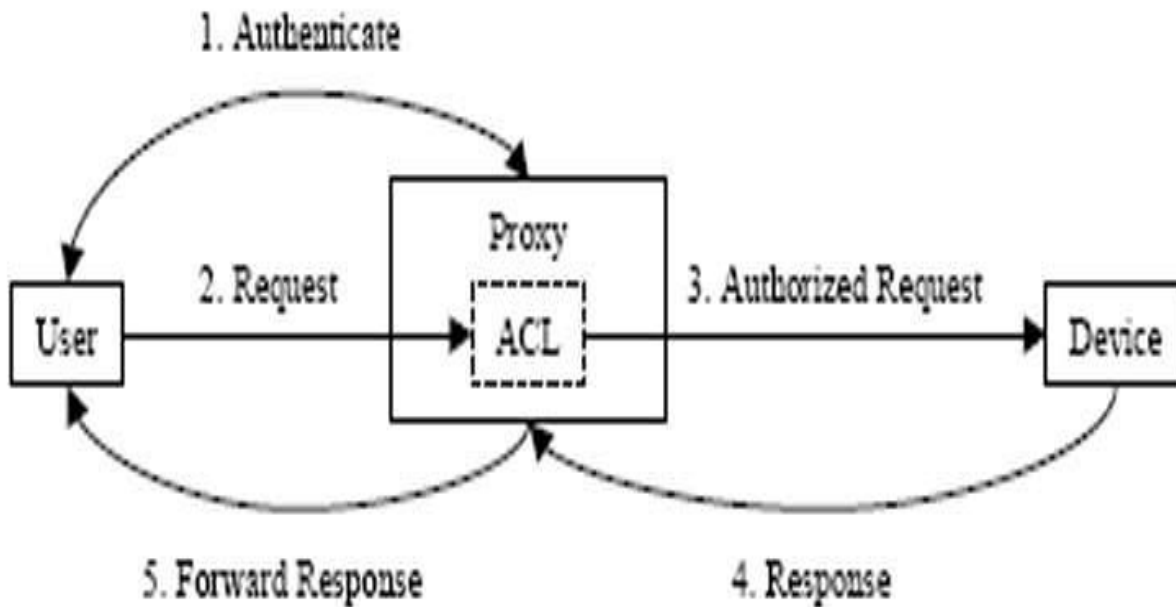 1. Authenticate
Proxy
2. Request
3. Authorized Request
User
ACL
Device
5. Forward Response
4. Response